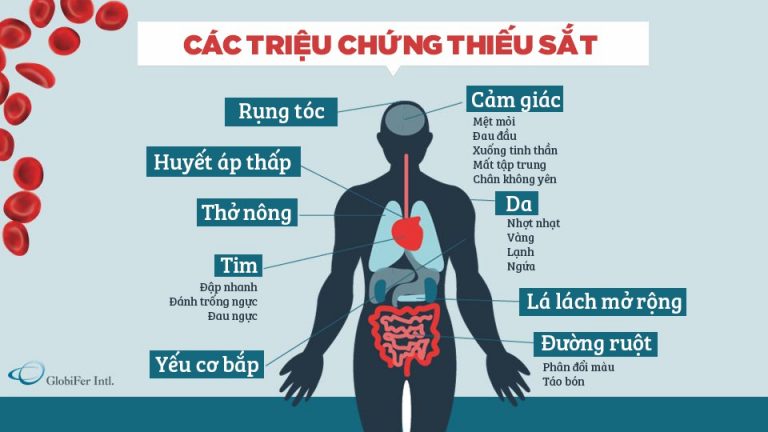 CÁC TRIỆU CHỨNG THIẾU SẮT
Rụng tóc
Huyết áp thấp
Thở nông
Tim
Đập nhanh
Đánh trống ngực
Đau ngực
Yếu cơ bắp
Cảm giác
Mệt mỏi
Đau đầu
Xuống tinh thần
Mất tập trung
Chân không yên
Da
Nhợt nhạt
Vàng
Lạnh
Ngứa
Lá lách mở rộng
Đường ruột
Phân đổi màu
Táo bón
GlobiFer Intl.